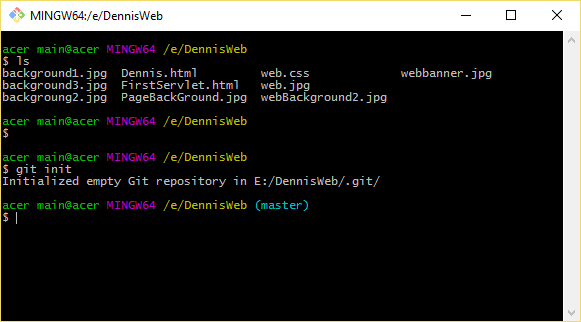 MINGW64:/e/DennisWeb
acer main@acer MINGW64 /e/DennisWeb
$ ls
background1.jpg  Dennis.html         web.css             webbanner.jpg
background3.jpg  FirstServlet.html   web.jpg
backgroung2.jpg  PageBackGround.jpg  webBackground2.jpg
acer main@acer MINGW64 /e/DennisWeb
$
acer main@acer MINGW64 /e/DennisWeb
$ git init
Initialized empty Git repository in E:/DennisWeb/.git/
acer main@acer MINGW64 /e/DennisWeb (master)
$